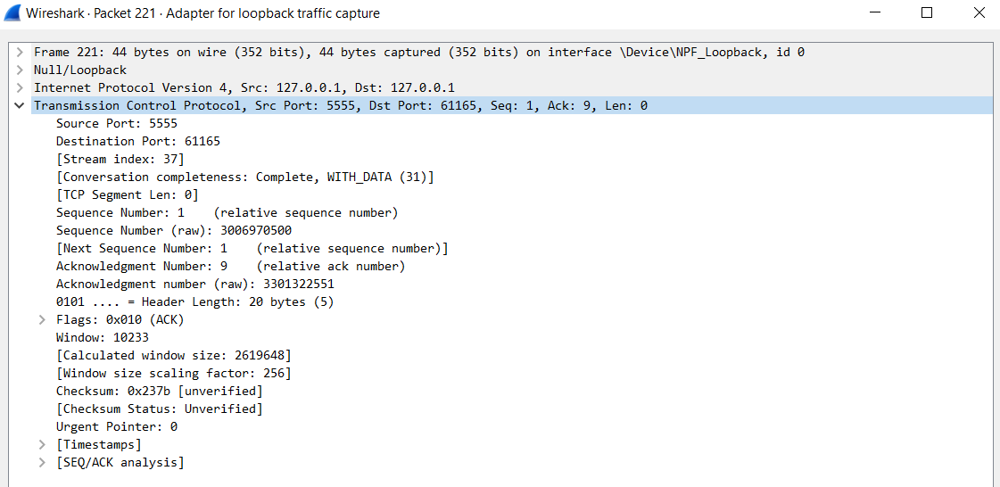 Wireshark · Packet 221 · Adapter for loopback traffic capture
Frame 221: 44 bytes on wire (352 bits), 44 bytes captured (352 bits) on interface \Device\NPF_Loopback, id 0
Null/Loopback
Internet Protocol Version 4, Src: 127.0.0.1, Dst: 127.0.0.1
Transmission Control Protocol, Src Port: 5555, Dst Port: 61165, Seq: 1, Ack: 9, Len: 0
Source Port: 5555
Destination Port: 61165
[Stream index: 37]
[Conversation completeness: Complete, WITH_DATA (31)]
[TCP Segment Len: 0]
Sequence Number: 1    (relative sequence number)
Sequence Number (raw): 3006970500
[Next Sequence Number: 1    (relative sequence number)]
Acknowledgment Number: 9    (relative ack number)
Acknowledgment number (raw): 3301322551
0101 .... = Header Length: 20 bytes (5)
Flags: 0x010 (ACK)
Window: 10233
[Calculated window size: 2619648]
[Window size scaling factor: 256]
Checksum: 0x237b [unverified]
[Checksum Status: Unverified]
Urgent Pointer: 0
[Timestamps]
[SEQ/ACK analysis]